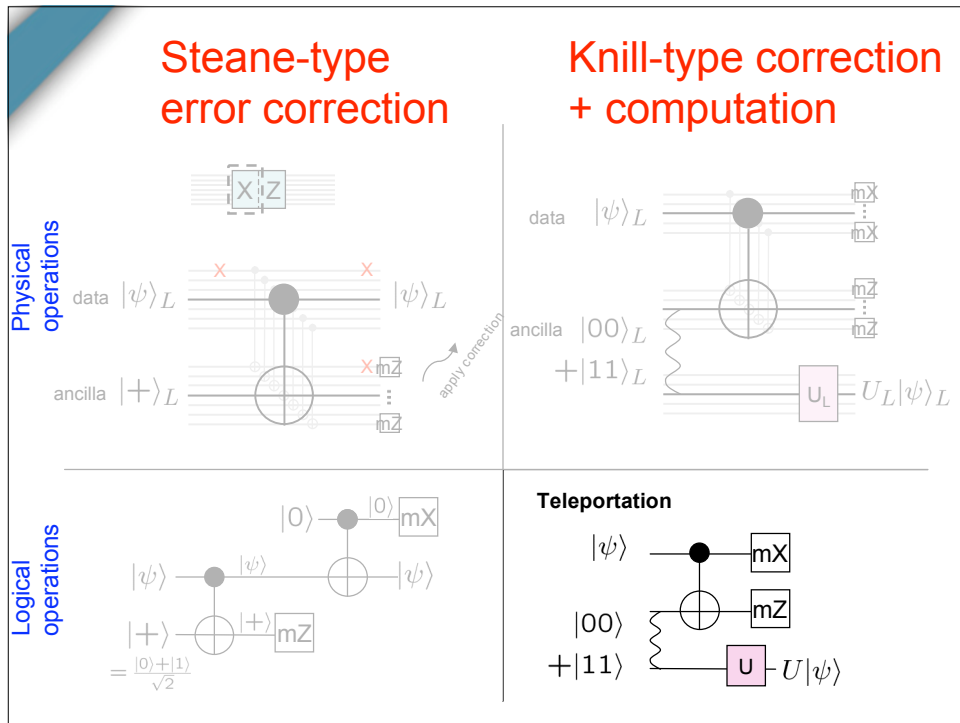 Steane-type
error correction
Knill-type correction
+ computation
Physical
operations
X Z
X X
data |ψ⟩_L |ψ⟩_L
X mZ
ancilla |+⟩_L
mZ
apply correction
mX
data |ψ⟩_L
mX
mZ
ancilla |00⟩_L
mZ
+|11⟩_L
U_L U_L|ψ⟩_L
Logical
operations
|0⟩ |0⟩ mX
|ψ⟩ |ψ⟩ |ψ⟩
|+⟩ |+⟩ mZ
= |0⟩+|1⟩
√2
Teleportation
|ψ⟩ mX
mZ
|00⟩
+|11⟩ U U|ψ⟩